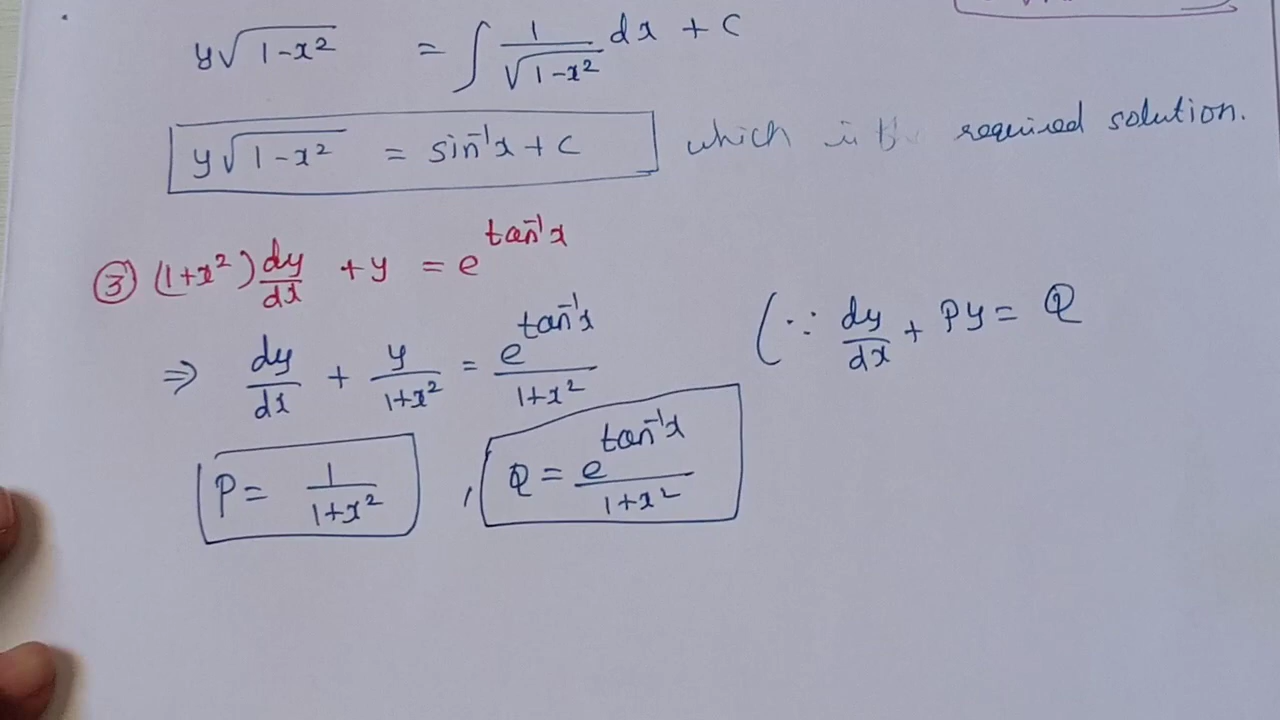 y√(1-x²) = ∫ 1/√(1-x²) dx + c
y√(1-x²) = sin⁻¹x + c which is the required solution.
③ (1+x²) dy/dx + y = e^(tan⁻¹x)
⇒ dy/dx + y/(1+x²) = e^(tan⁻¹x)/(1+x²) (∵ dy/dx + Py = Q
P = 1/(1+x²) , Q = e^(tan⁻¹x)/(1+x²)